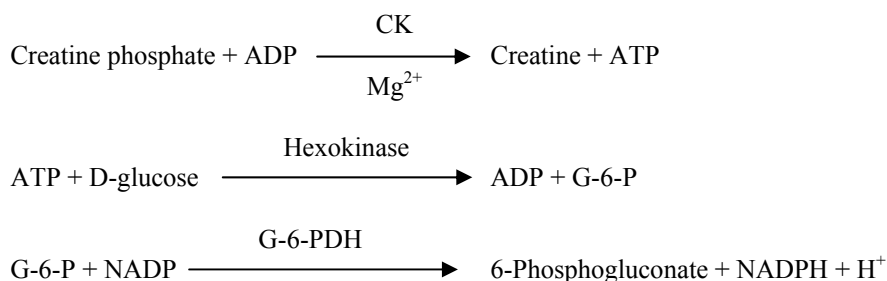 CK
Creatine phosphate + ADP Creatine + ATP
Mg²⁺
Hexokinase
ATP + D-glucose ADP + G-6-P
G-6-PDH
G-6-P + NADP 6-Phosphogluconate + NADPH + H⁺